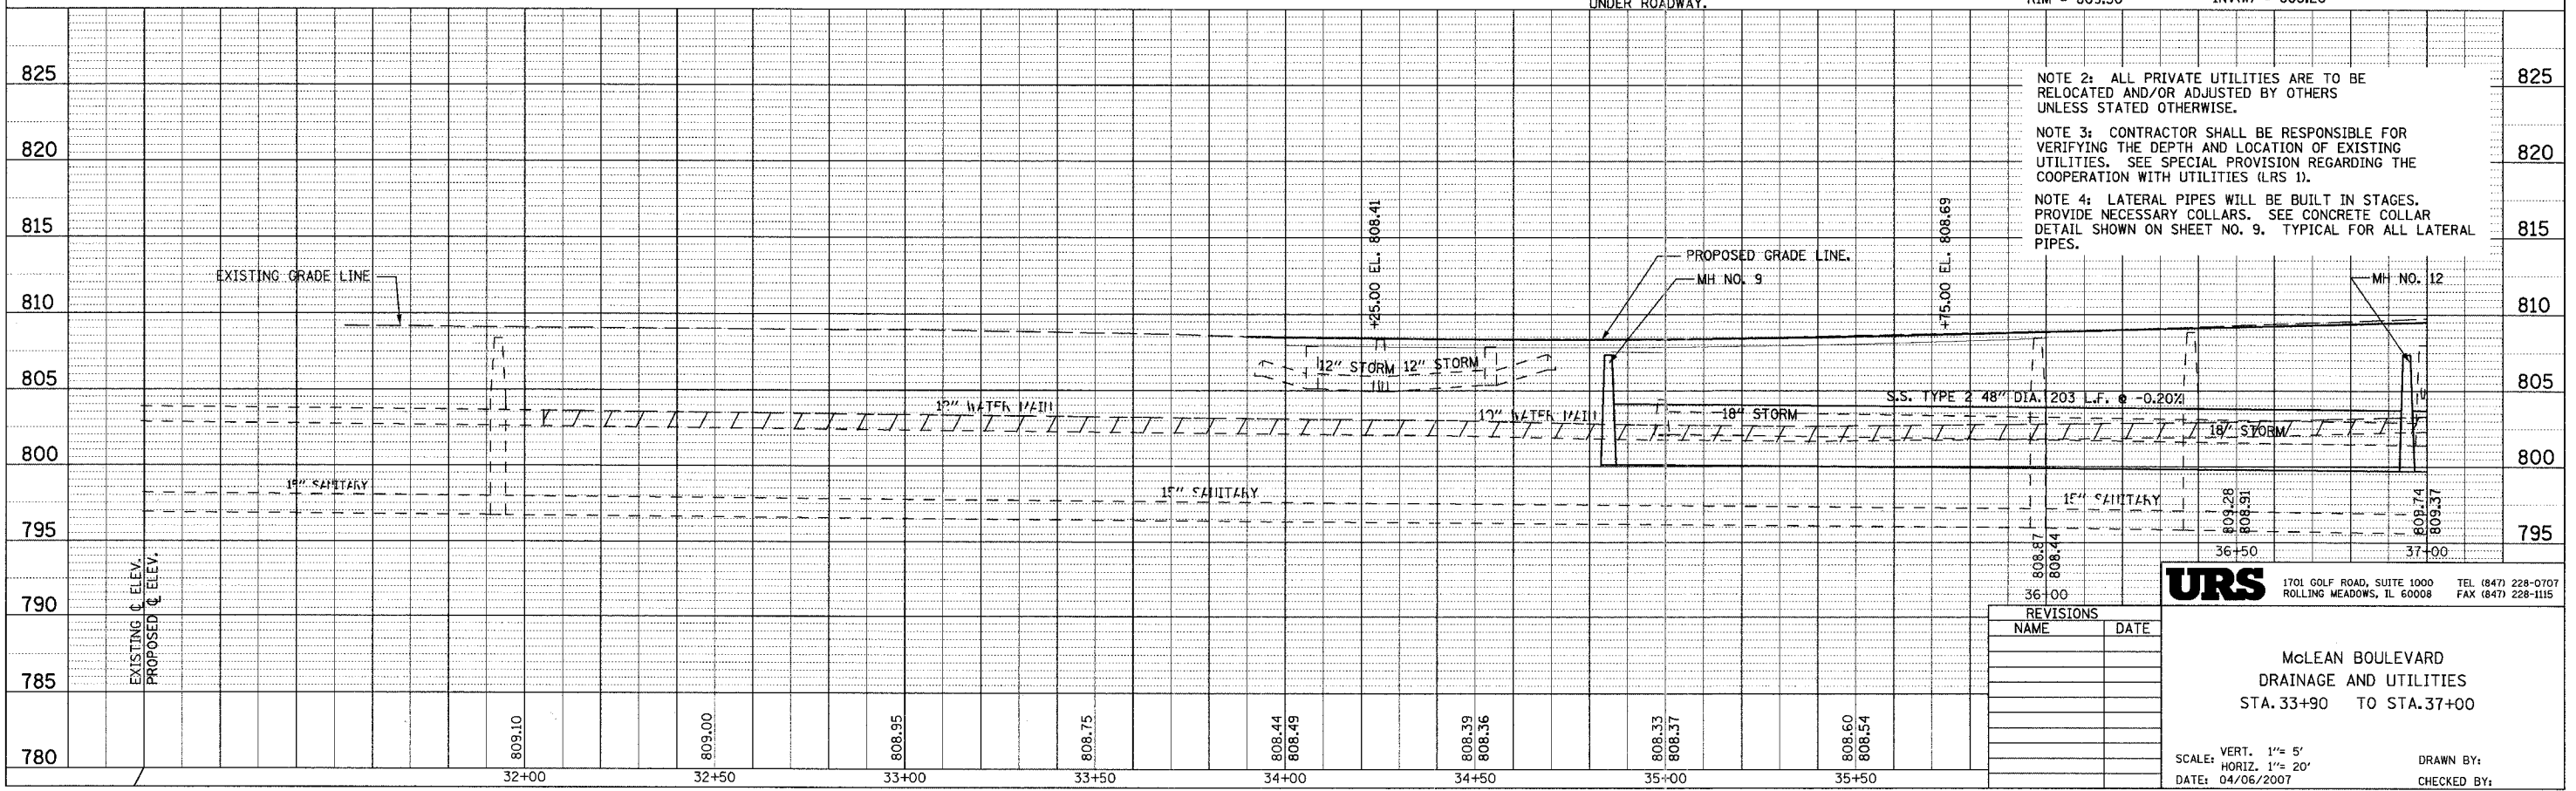 UNDER ROADWAY.
825
820
815
810
805
800
795
790
785
780
825
820
815
810
805
800
795
NOTE 2: ALL PRIVATE UTILITIES ARE TO BE
RELOCATED AND/OR ADJUSTED BY OTHERS
UNLESS STATED OTHERWISE.
NOTE 3: CONTRACTOR SHALL BE RESPONSIBLE FOR
VERIFYING THE DEPTH AND LOCATION OF EXISTING
UTILITIES. SEE SPECIAL PROVISION REGARDING THE
COOPERATION WITH UTILITIES (LRS 1).
NOTE 4: LATERAL PIPES WILL BE BUILT IN STAGES.
PROVIDE NECESSARY COLLARS. SEE CONCRETE COLLAR
DETAIL SHOWN ON SHEET NO. 9. TYPICAL FOR ALL LATERAL
PIPES.
EXISTING GRADE LINE
+25.00 EL. 808.41
PROPOSED GRADE LINE.
MH NO. 9
+75.00 EL. 808.69
MH NO. 12
12" STORM 12" STORM
12" WATER MAIN
12" WATER MAIN
18" STORM
S.S. TYPE 2 48" DIA. 203 L.F. @ -0.20%
18" STORM
15" SANITARY
15" SANITARY
15" SANITARY
EXISTING ℄ ELEV.
PROPOSED ℄ ELEV.
809.10
809.00
808.95
808.75
808.44
808.49
808.39
808.36
808.33
808.37
808.60
808.54
808.87
808.44
809.28
808.91
809.74
809.37
32+00
32+50
33+00
33+50
34+00
34+50
35+00
35+50
36+00
36+50
37+00
URS
1701 GOLF ROAD, SUITE 1000 TEL (847) 228-0707
ROLLING MEADOWS, IL 60008 FAX (847) 228-1115
REVISIONS
NAME DATE
McLEAN BOULEVARD
DRAINAGE AND UTILITIES
STA.33+90 TO STA.37+00
SCALE: VERT. 1"= 5'
HORIZ. 1"= 20'
DATE: 04/06/2007
DRAWN BY:
CHECKED BY: